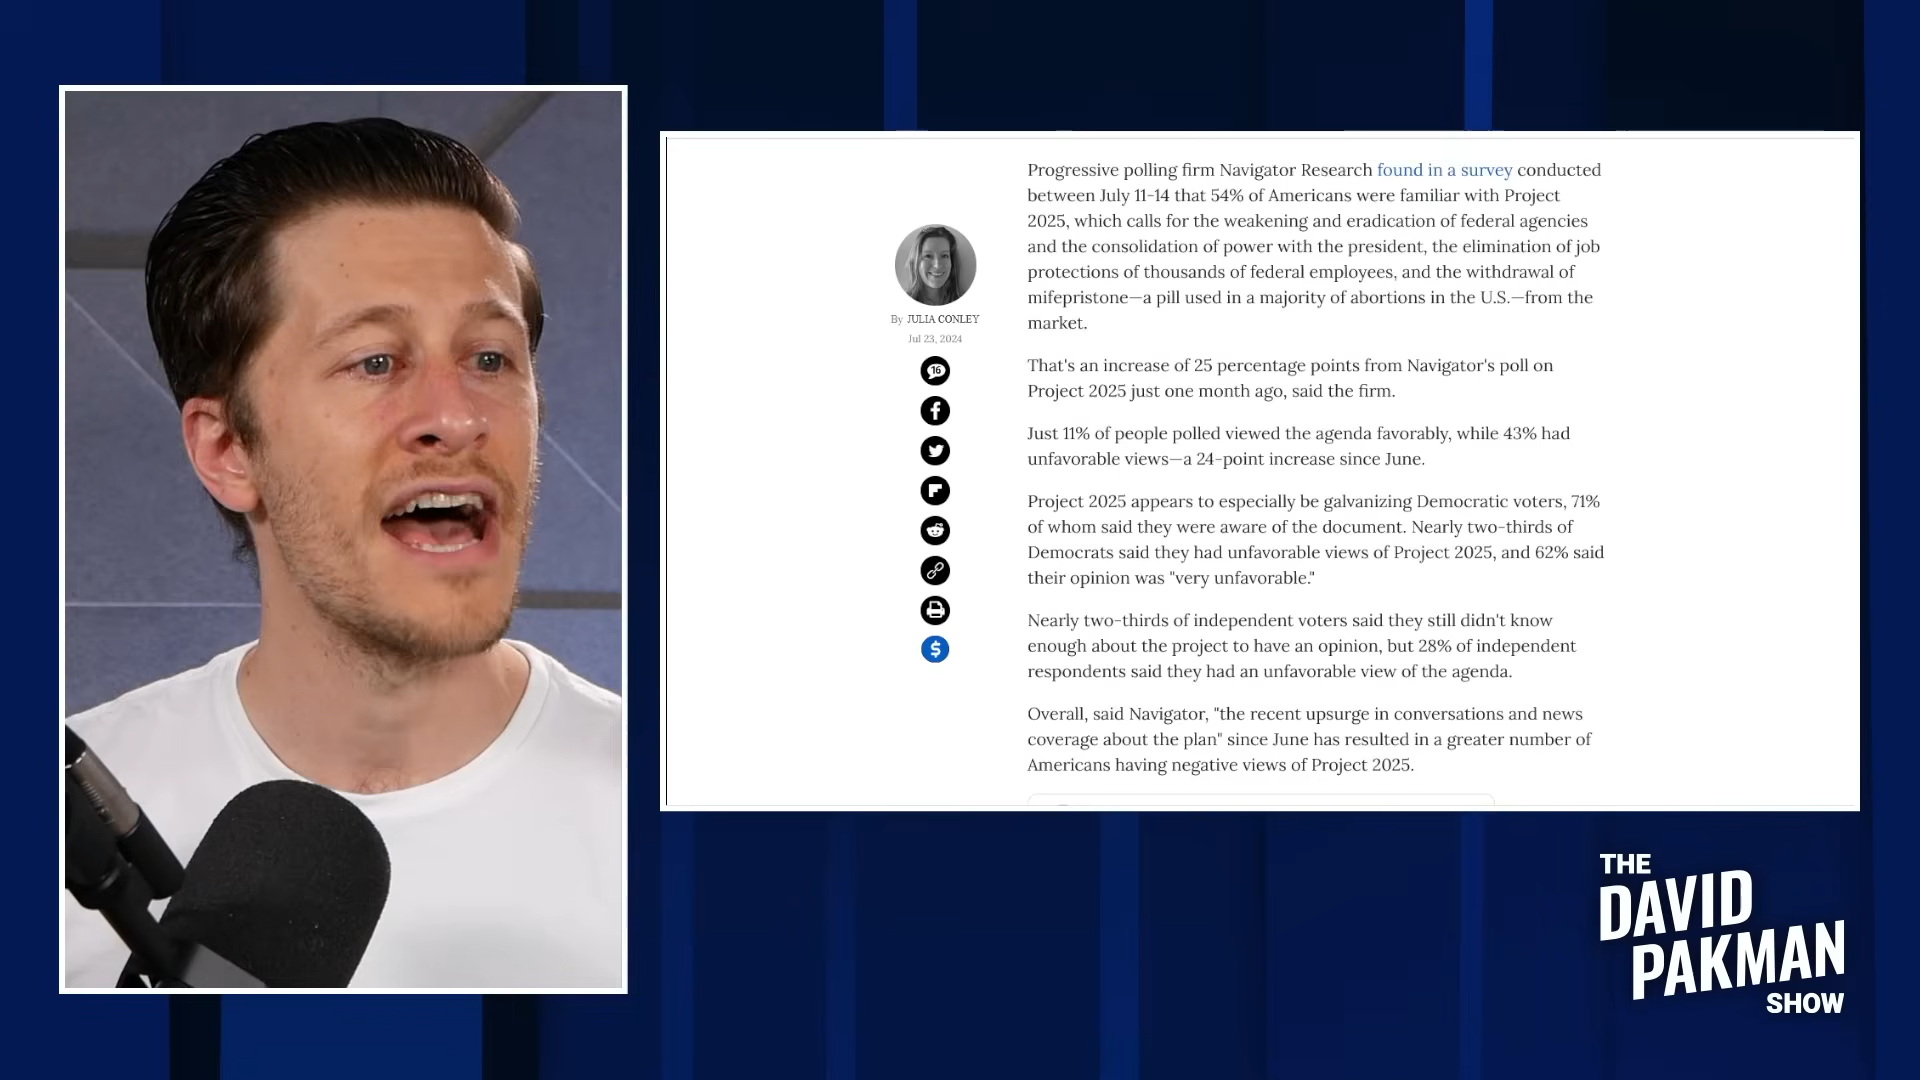 Progressive polling firm Navigator Research found in a survey conducted
between July 11-14 that 54% of Americans were familiar with Project
2025, which calls for the weakening and eradication of federal agencies
and the consolidation of power with the president, the elimination of job
protections of thousands of federal employees, and the withdrawal of
mifepristone—a pill used in a majority of abortions in the U.S.—from the
market.
By JULIA CONLEY
Jul 23, 2024
16
That's an increase of 25 percentage points from Navigator's poll on
Project 2025 just one month ago, said the firm.
Just 11% of people polled viewed the agenda favorably, while 43% had
unfavorable views—a 24-point increase since June.
Project 2025 appears to especially be galvanizing Democratic voters, 71%
of whom said they were aware of the document. Nearly two-thirds of
Democrats said they had unfavorable views of Project 2025, and 62% said
their opinion was "very unfavorable."
Nearly two-thirds of independent voters said they still didn't know
enough about the project to have an opinion, but 28% of independent
respondents said they had an unfavorable view of the agenda.
Overall, said Navigator, "the recent upsurge in conversations and news
coverage about the plan" since June has resulted in a greater number of
Americans having negative views of Project 2025.
THE
DAVID
PAKMAN
SHOW